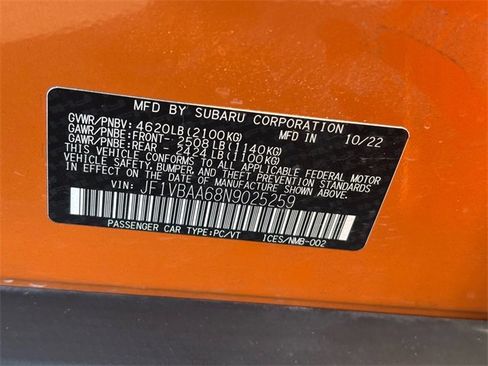 MFD BY SUBARU CORPORATION
GVWR/PNBV: 4620LB(2100KG) 10/22
GAWR/PNBE:FRONT- 2508LB(1140KG)
GAWR/PNBE:REAR - 2424LB(1100KG)
THIS VEHICLE CONFORMS TO ALL APPLICABLE FEDERAL MOTOR
VEHICLE SAFETY, BUMPER, AND THEFT PREVENTION STANDARDS
IN EFFECT ON THE DATE OF MANUFACTURE SHOWN ABOVE.
VIN: JF1VBAA68N9025259
PASSENGER CAR TYPE:PC/VT ICES/NMB-002